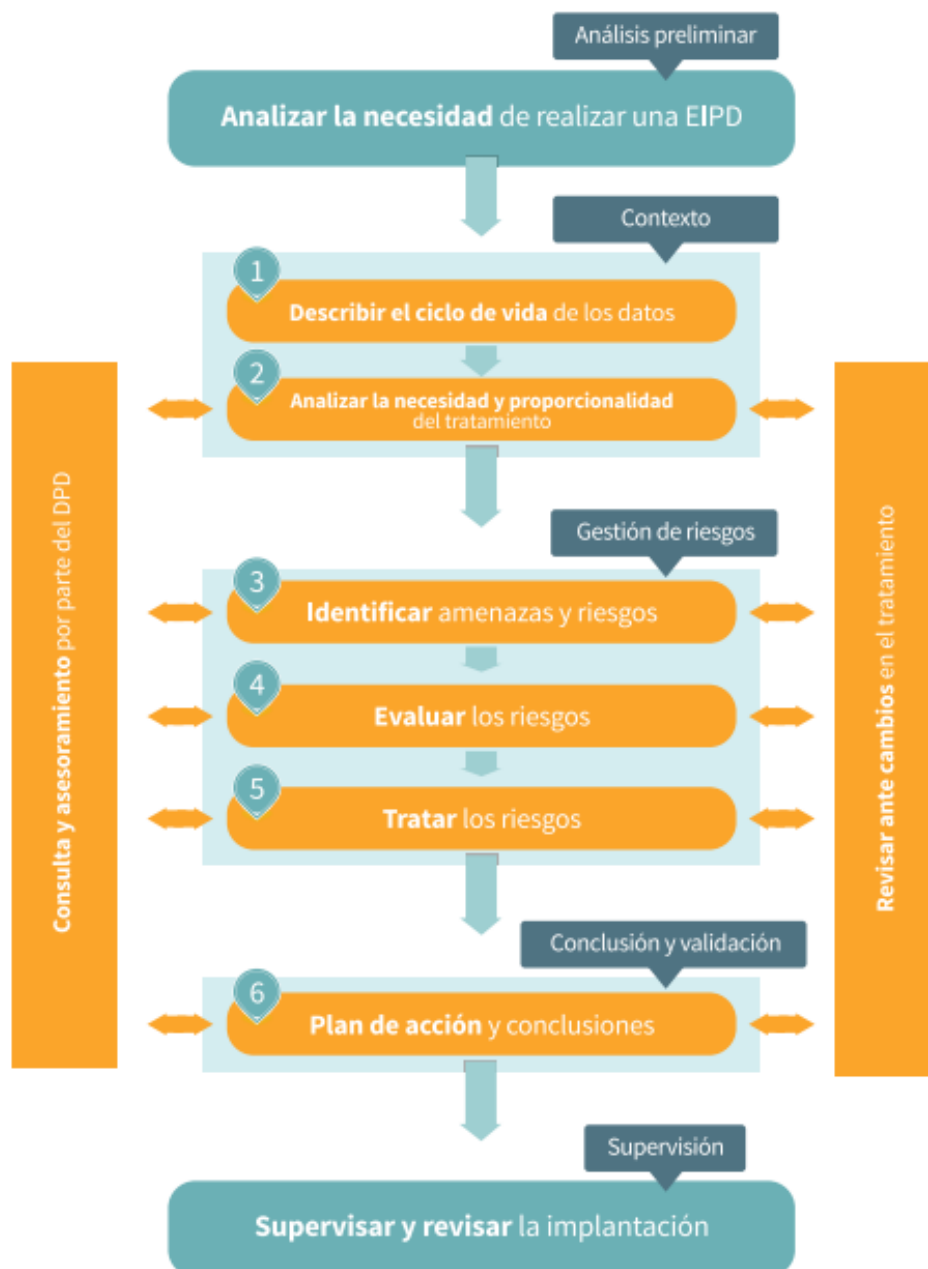 Análisis preliminar
Analizar la necesidad de realizar una EIPD
Contexto
1
Describir el ciclo de vida de los datos
2
Analizar la necesidad y proporcionalidad
del tratamiento
Consulta y asesoramiento por parte del DPD
Revisar ante cambios en el tratamiento
Gestión de riesgos
3
Identificar amenazas y riesgos
4
Evaluar los riesgos
5
Tratar los riesgos
Conclusión y validación
6
Plan de acción y conclusiones
Supervisión
Supervisar y revisar la implantación